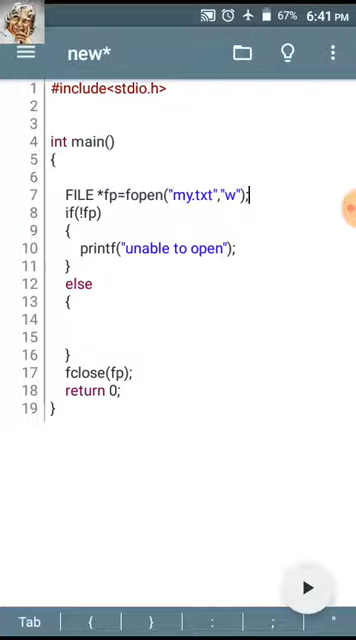 67% 6:41 PM
new*
1 #include<stdio.h>
2
3
4 int main()
5 {
6
7 FILE *fp=fopen("my.txt","w");
8 if(!fp)
9 {
10 printf("unable to open");
11 }
12 else
13 {
14
15
16 }
17 fclose(fp);
18 return 0;
19 }
Tab { } : ; "